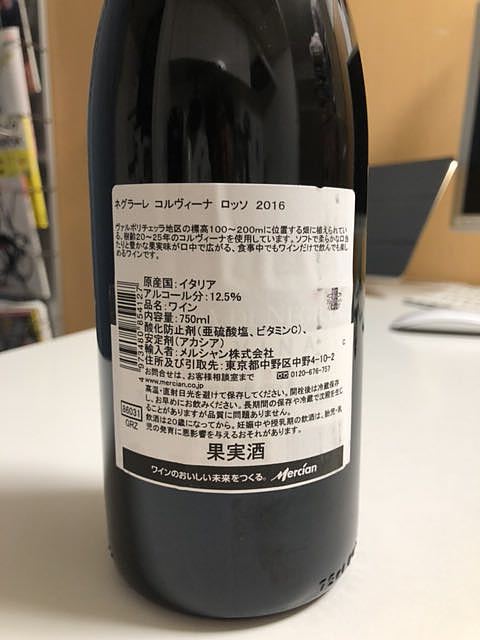 ネグラーレ コルヴィーナ ロッソ 2016
ヴァルポリチェッラ地区の標高100～200mに位置する畑に植えられている、樹齢20～25年のコルヴィーナを使用しています。ソフトで柔らかな口当
たりと豊かな果実味が口中で広がる、食事中でもワインだけで飲んでも楽し
めるワインです。
原産国:イタリア
アルコール分:12.5%
品名:ワイン
内容量:750ml
酸化防止剤(亜硫酸塩、ビタミンC)、
安定剤(アカシア)
輸入者:メルシャン株式会社
住所及び引取先:東京都中野区中野4-10-2
お問合せは、お客様相談室まで 0120-676-757
www.mercian.co.jp
高温・直射日光を避けて保存してください。開栓後は冷蔵保存
し、お早めにお飲みください。長期間の保存や冷蔵で沈殿を生じ
ることがありますが品質に問題ありません。
飲酒は20歳になってから。妊娠中や授乳期の飲酒は、胎児・乳
児の発育に悪影響を与えるおそれがあります。
86031
GRZ
果実酒
ワインのおいしい未来をつくる。 Mercian